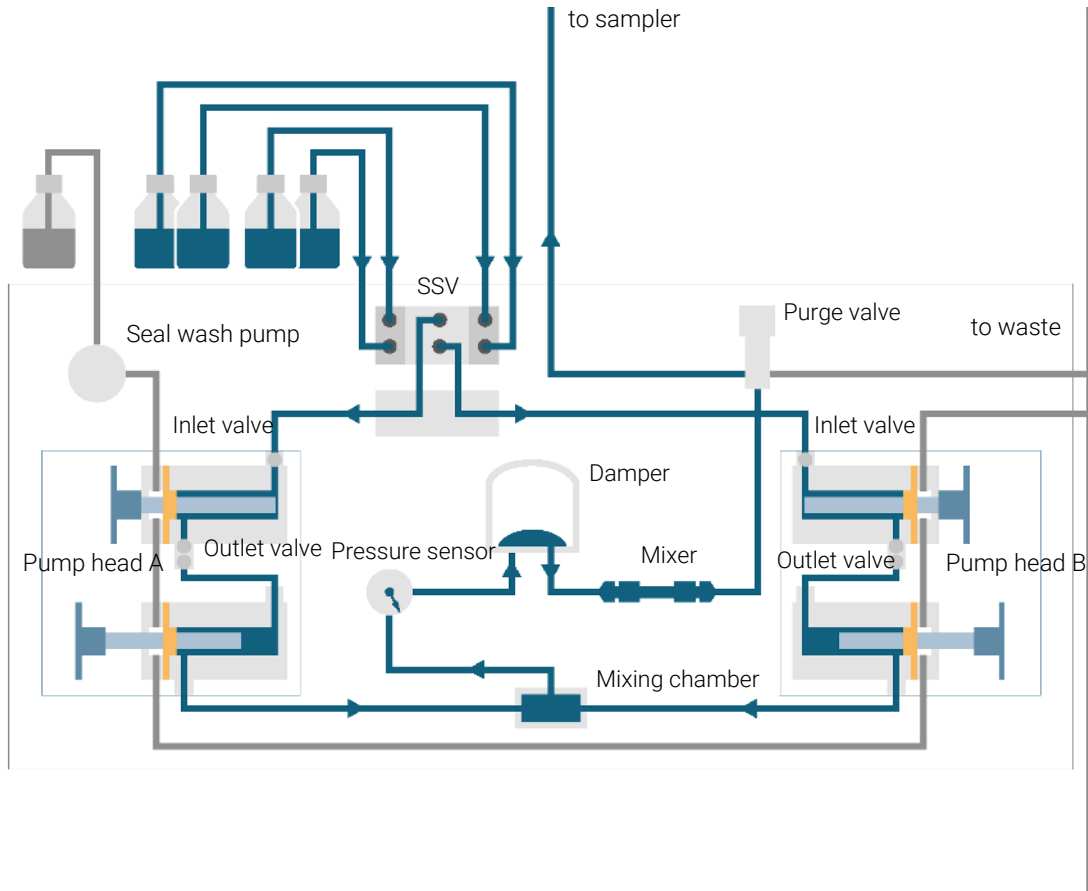 to sampler
SSV
Purge valve
to waste
Seal wash pump
Inlet valve
Inlet valve
Damper
Outlet valve
Pressure sensor
Mixer
Outlet valve
Pump head A
Pump head B
Mixing chamber